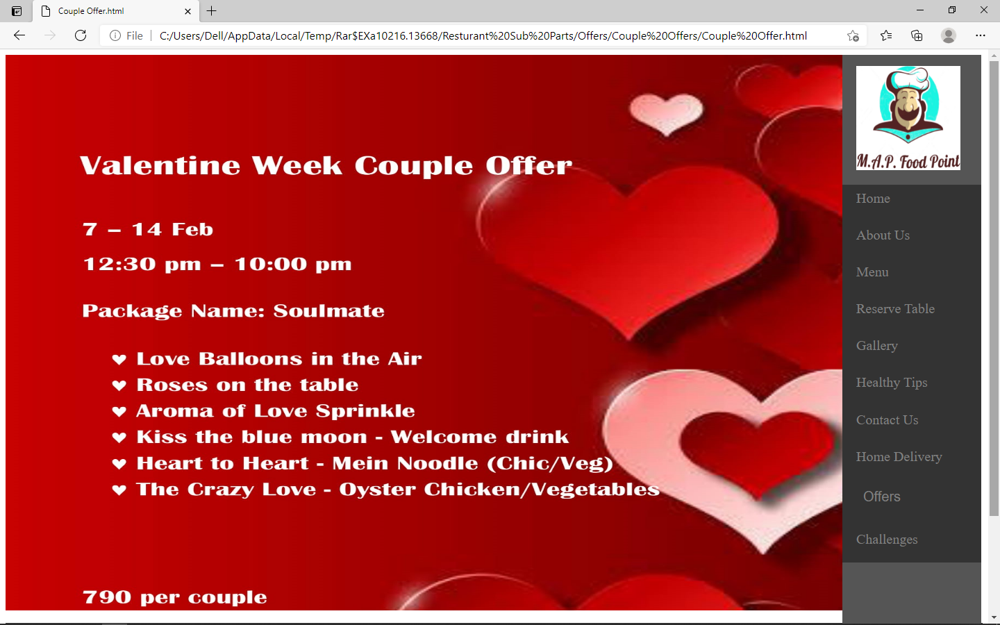 Couple Offer.html
File
C:/Users/Dell/AppData/Local/Temp/Rar$EXa10216.13668/Resturant%20Sub%20Parts/Offers/Couple%20Offers/Couple%20Offer.html
Valentine Week Couple Offer
7 – 14 Feb
12:30 pm – 10:00 pm
Package Name: Soulmate
❤ Love Balloons in the Air
❤ Roses on the table
❤ Aroma of Love Sprinkle
❤ Kiss the blue moon - Welcome drink
❤ Heart to Heart - Mein Noodle (Chic/Veg)
❤ The Crazy Love - Oyster Chicken/Vegetables
790 per couple
M.A.P. Food Point
Home
About Us
Menu
Reserve Table
Gallery
Healthy Tips
Contact Us
Home Delivery
Offers
Challenges